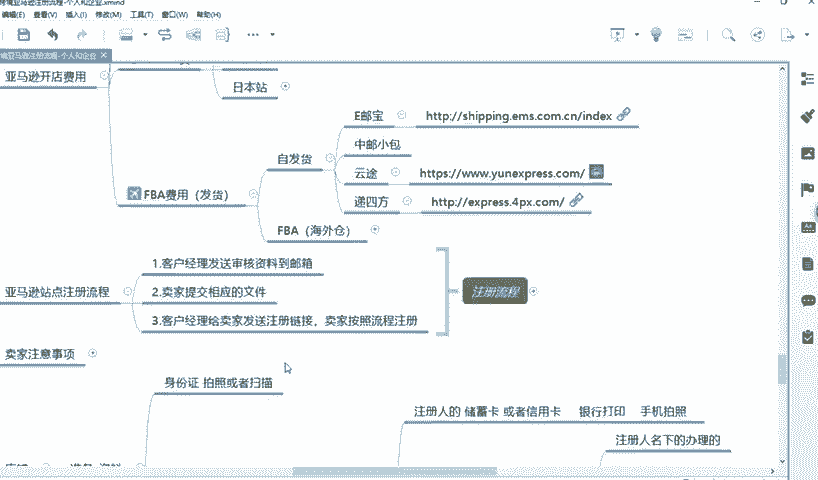 境亚马逊注册流程-个人和企业.xmind
编辑(E) 查看(V) 插入(I) 修改(M) 工具(T) 窗口(W) 帮助(H)
境亚马逊注册流程-个人和企业
亚马逊开店费用
日本站
E邮宝
http://shipping.ems.com.cn/index
中邮小包
自发货
云途
https://www.yunexpress.com/
FBA费用（发货）
递四方
http://express.4px.com/
FBA（海外仓）
1.客户经理发送审核资料到邮箱
亚马逊站点注册流程
2.卖家提交相应的文件
注册流程
3.客户经理给卖家发送注册链接，卖家按照流程注册
卖家注意事项
身份证 拍照或者扫描
注册人的 储蓄卡 或者信用卡 银行打印 手机拍照
注册人名下的办理的